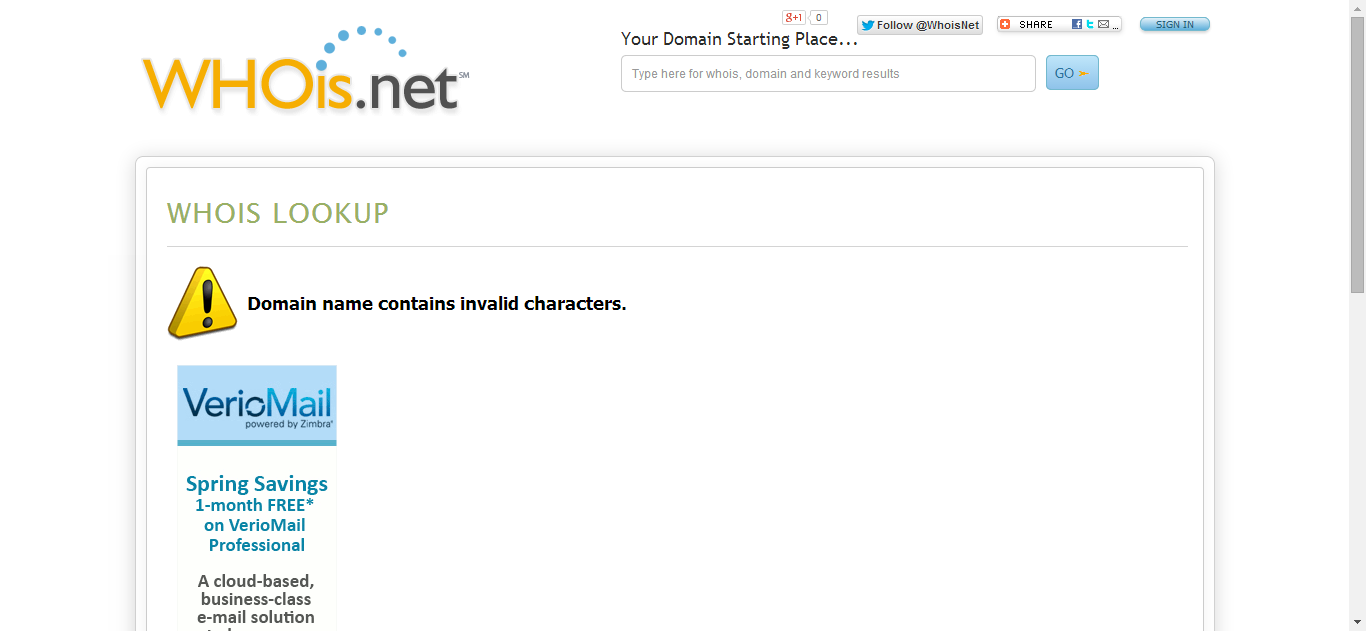 g+1 0
Follow @WhoisNet
SHARE
...
SIGN IN
WHOis.net SM
Your Domain Starting Place...
Type here for whois, domain and keyword results
GO
WHOIS LOOKUP
Domain name contains invalid characters.
VerioMail
powered by Zimbra®
Spring Savings
1-month FREE*
on VerioMail
Professional
A cloud-based,
business-class
e-mail solution